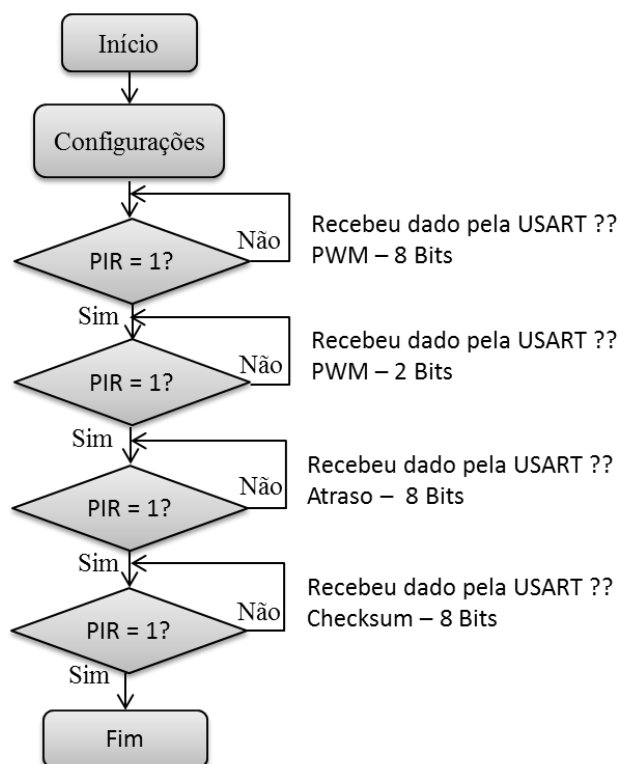 Início
Configurações
PIR = 1?
Não
Recebeu dado pela USART ??
PWM – 8 Bits
Sim
PIR = 1?
Não
Recebeu dado pela USART ??
PWM – 2 Bits
Sim
PIR = 1?
Não
Recebeu dado pela USART ??
Atraso –  8 Bits
Sim
PIR = 1?
Não
Recebeu dado pela USART ??
Checksum – 8 Bits
Sim
Fim